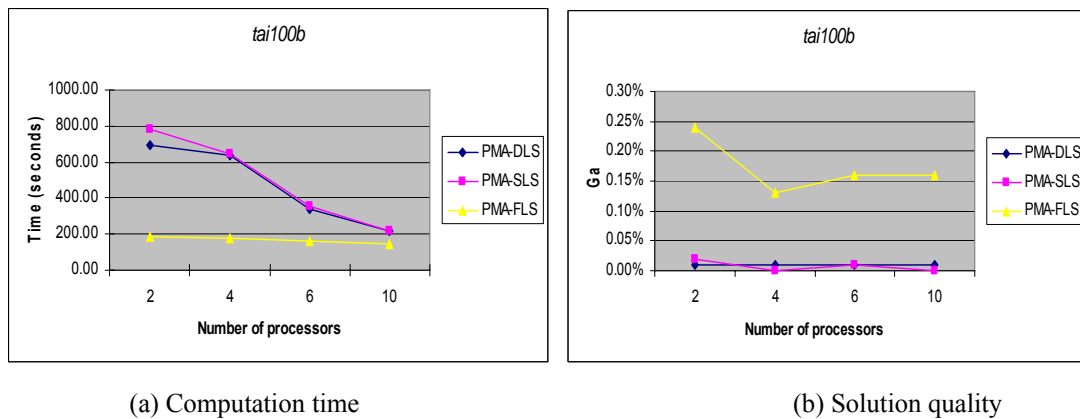 tai100b
1000.00
800.00
600.00
400.00
200.00
0.00
Time (seconds)
2 4 6 10
Number of processors
PMA-DLS
PMA-SLS
PMA-FLS
(a) Computation time
tai100b
0.30%
0.25%
0.20%
0.15%
0.10%
0.05%
0.00%
Ga
2 4 6 10
Number of processors
PMA-DLS
PMA-SLS
PMA-FLS
(b) Solution quality